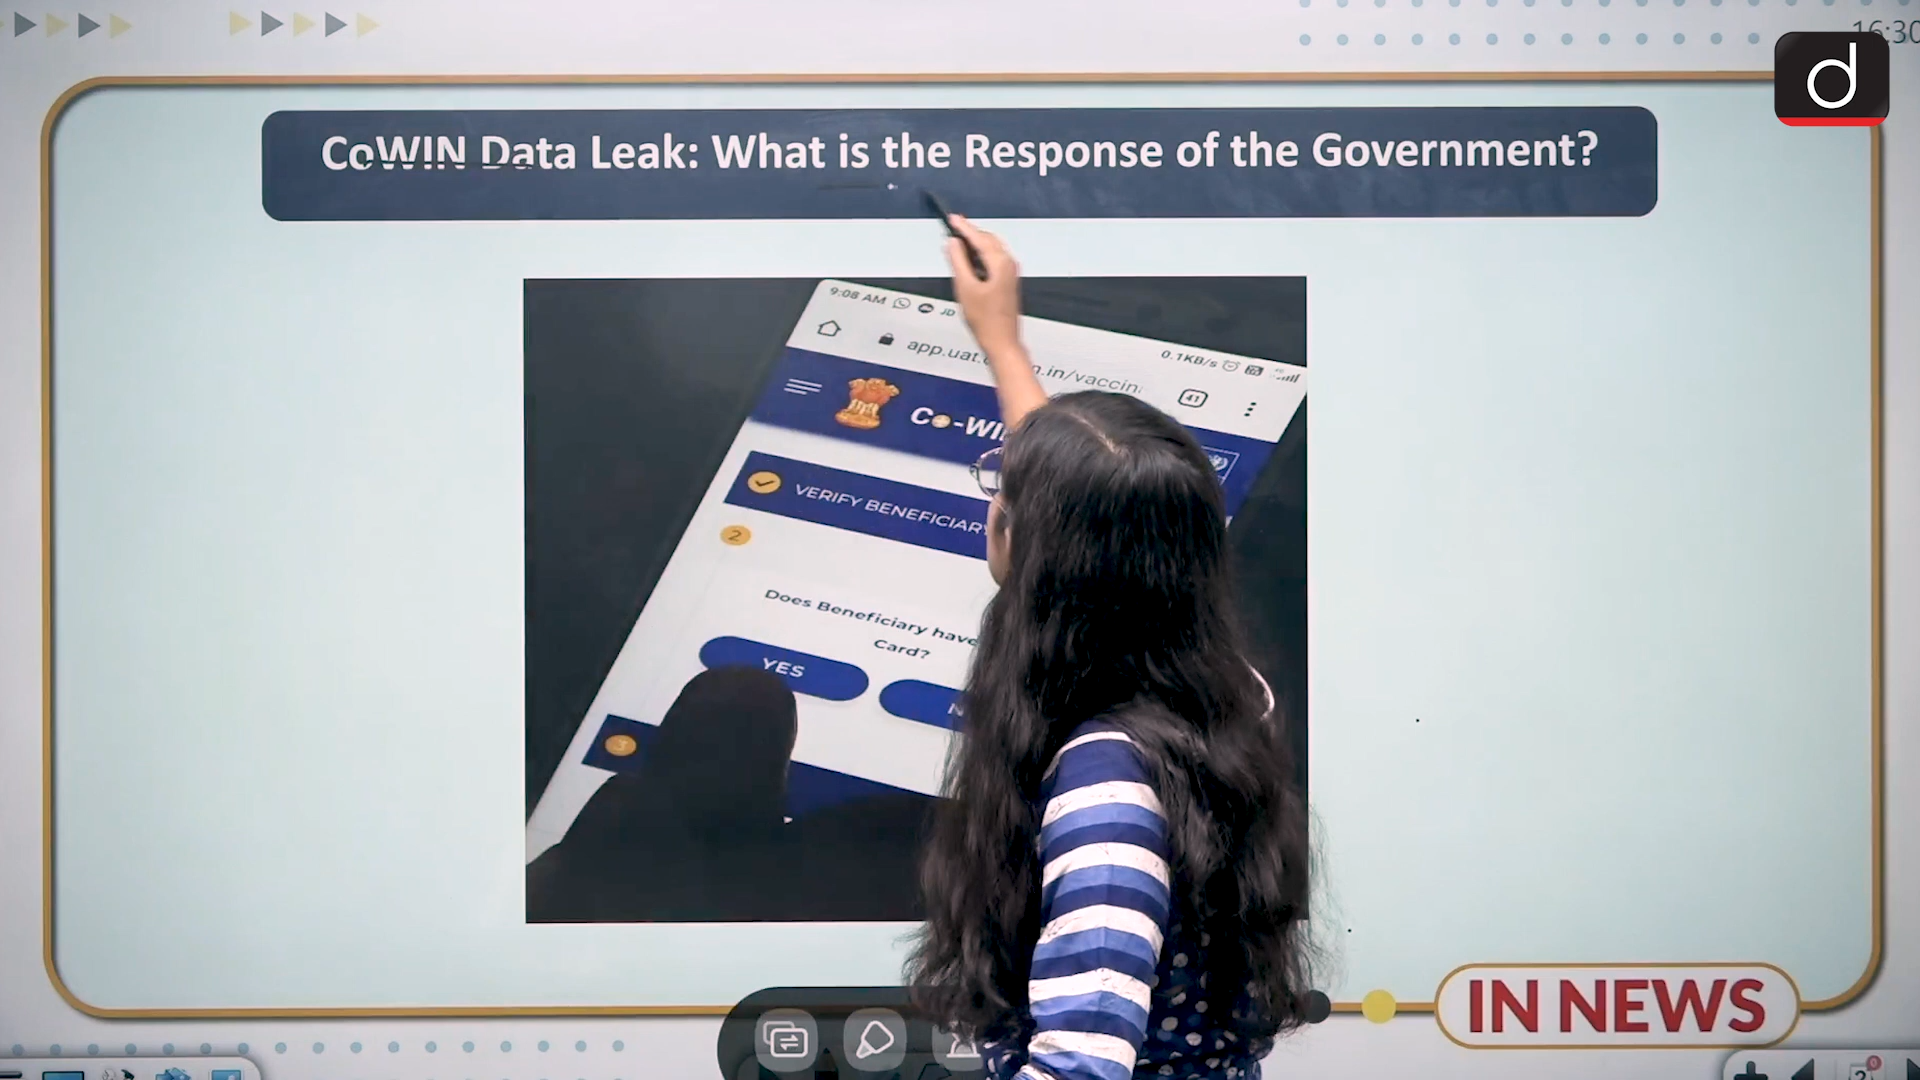 16:30
d
CoWIN Data Leak: What is the Response of the Government?
9:08 AM
JD
0.1KB/s
app.uat.
n.in/vaccin
41
Co-WI
VERIFY BENEFICIARY
2
Does Beneficiary have
Card?
YES
N
3
IN NEWS